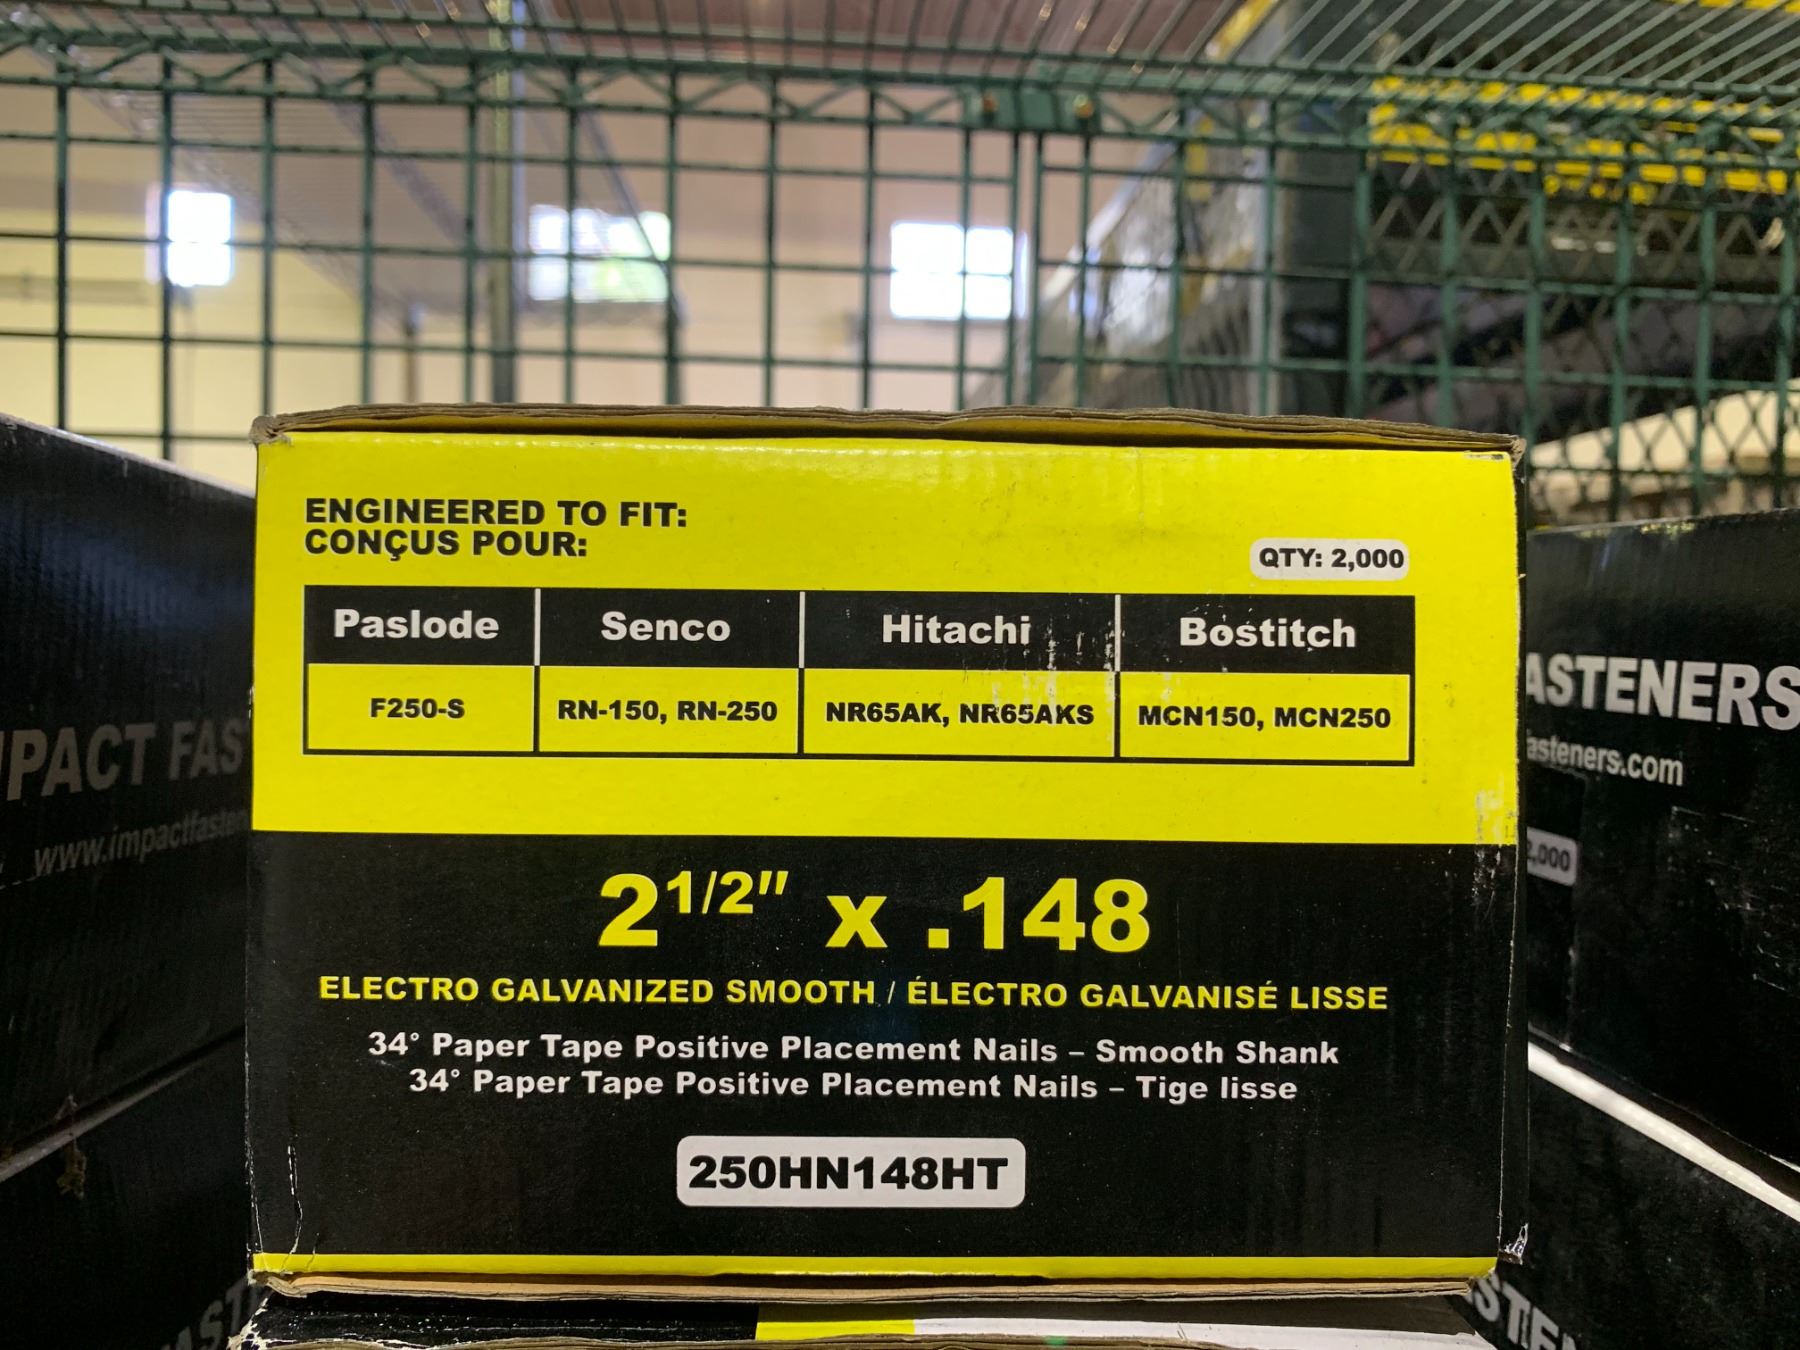 ENGINEERED TO FIT:
CONÇUS POUR:
QTY: 2,000
Paslode Senco Hitachi Bostitch
F250-S RN-150, RN-250 NR65AK, NR65AKS MCN150, MCN250
2 1/2" x .148
ELECTRO GALVANIZED SMOOTH / ÉLECTRO GALVANISÉ LISSE
34° Paper Tape Positive Placement Nails – Smooth Shank
34° Paper Tape Positive Placement Nails – Tige lisse
250HN148HT
PACT FAS
www.impactfaste
ASTENERS
asteners.com
,000